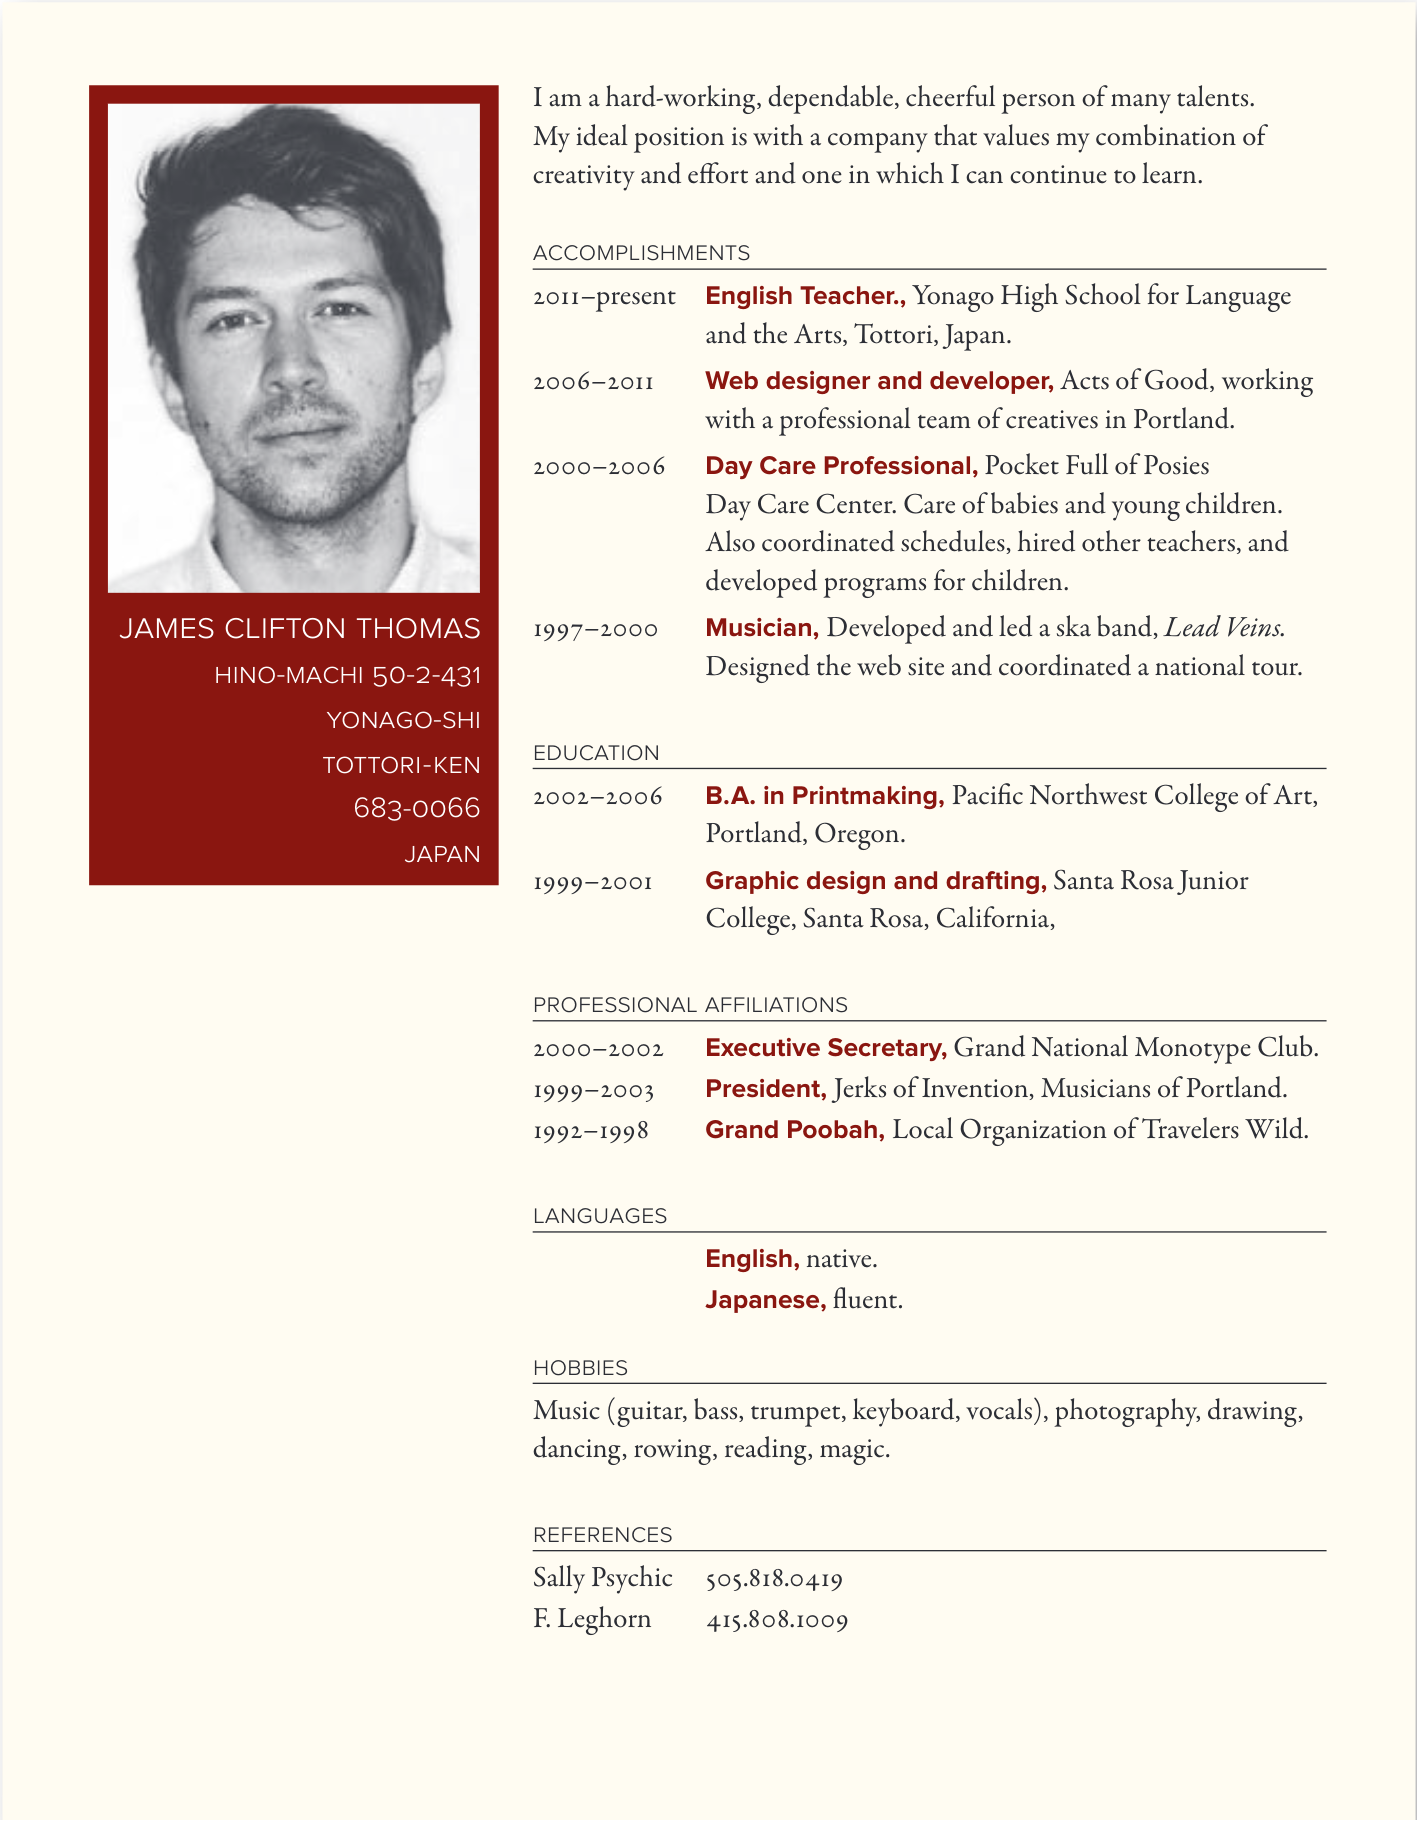 JAMES CLIFTON THOMAS
HINO-MACHI 50-2-431
YONAGO-SHI
TOTTORI-KEN
683-0066
JAPAN
I am a hard-working, dependable, cheerful person of many talents.
My ideal position is with a company that values my combination of
creativity and effort and one in which I can continue to learn.
ACCOMPLISHMENTS
2011–present English Teacher., Yonago High School for Language
and the Arts, Tottori, Japan.
2006–2011 Web designer and developer, Acts of Good, working
with a professional team of creatives in Portland.
2000–2006 Day Care Professional, Pocket Full of Posies
Day Care Center. Care of babies and young children.
Also coordinated schedules, hired other teachers, and
developed programs for children.
1997–2000 Musician, Developed and led a ska band, Lead Veins.
Designed the web site and coordinated a national tour.
EDUCATION
2002–2006 B.A. in Printmaking, Pacific Northwest College of Art,
Portland, Oregon.
1999–2001 Graphic design and drafting, Santa Rosa Junior
College, Santa Rosa, California,
PROFESSIONAL AFFILIATIONS
2000–2002 Executive Secretary, Grand National Monotype Club.
1999–2003 President, Jerks of Invention, Musicians of Portland.
1992–1998 Grand Poobah, Local Organization of Travelers Wild.
LANGUAGES
English, native.
Japanese, fluent.
HOBBIES
Music (guitar, bass, trumpet, keyboard, vocals), photography, drawing,
dancing, rowing, reading, magic.
REFERENCES
Sally Psychic 505.818.0419
F. Leghorn 415.808.1009